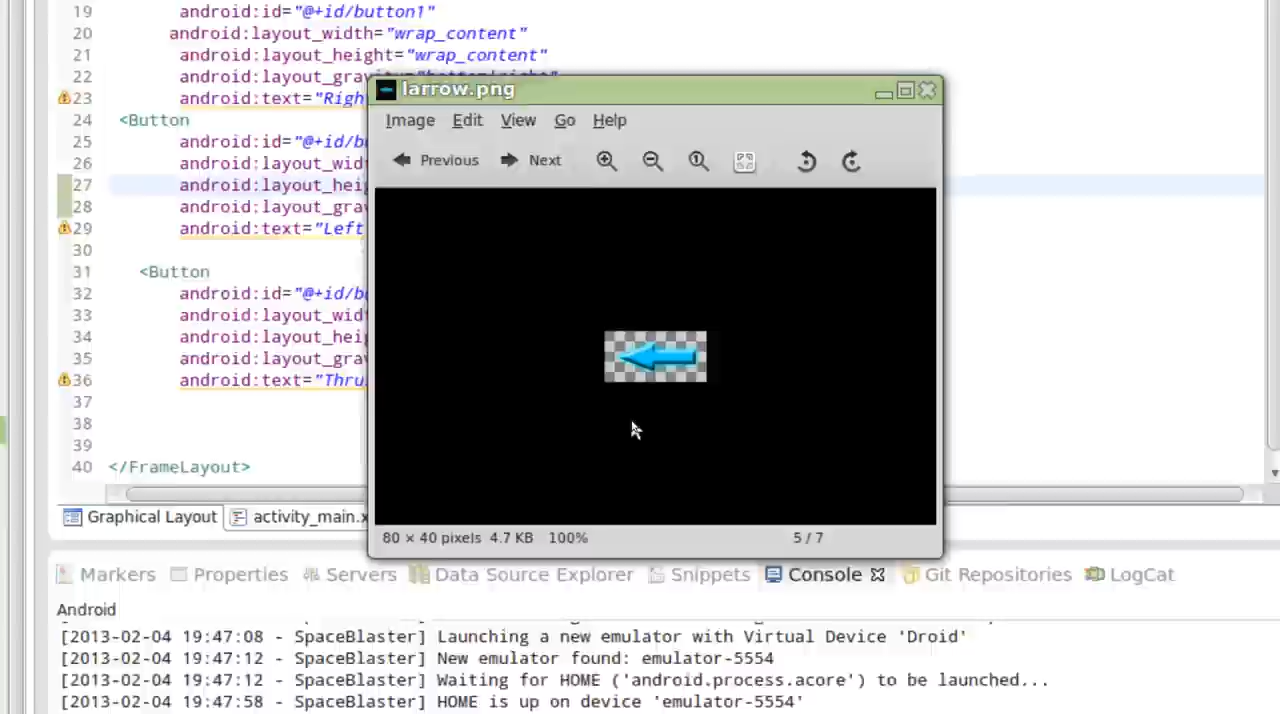 19 android:id="@+id/button1"
20 android:layout_width="wrap_content"
21 android:layout_height="wrap_content"
22 android:layout_gravity="bottom|right"
23 android:text="Righ
24 <Button
25 android:id="@+id/b
26 android:layout_wid
27 android:layout_hei
28 android:layout_gra
29 android:text="Left
30
31 <Button
32 android:id="@+id/b
33 android:layout_wid
34 android:layout_hei
35 android:layout_gra
36 android:text="Thru
37
38
39
40 </FrameLayout>
larrow.png
Image Edit View Go Help
Previous Next
80 × 40 pixels 4.7 KB 100% 5 / 7
Graphical Layout activity_main.x
Markers Properties Servers Data Source Explorer Snippets Console Git Repositories LogCat
Android
[2013-02-04 19:47:08 - SpaceBlaster] Launching a new emulator with Virtual Device 'Droid'
[2013-02-04 19:47:12 - SpaceBlaster] New emulator found: emulator-5554
[2013-02-04 19:47:12 - SpaceBlaster] Waiting for HOME ('android.process.acore') to be launched...
[2013-02-04 19:47:58 - SpaceBlaster] HOME is up on device 'emulator-5554'